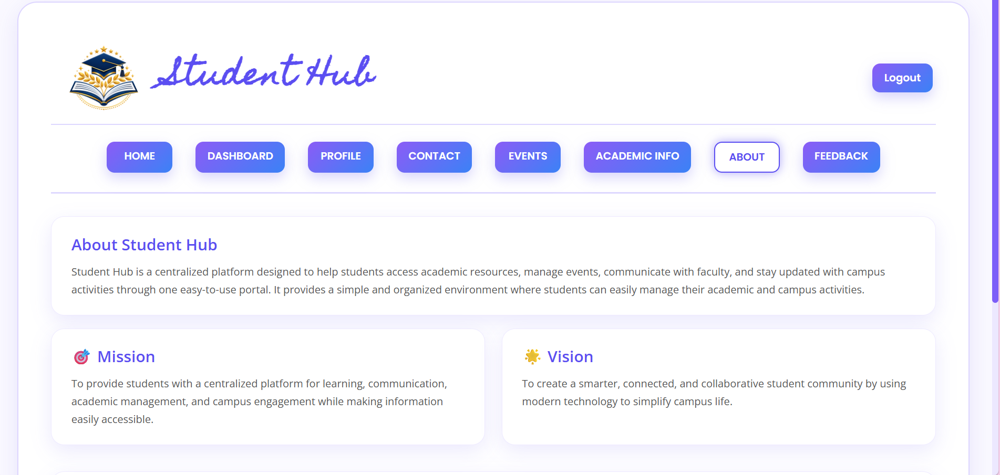 Student Hub
Logout
HOME
DASHBOARD
PROFILE
CONTACT
EVENTS
ACADEMIC INFO
ABOUT
FEEDBACK
About Student Hub
Student Hub is a centralized platform designed to help students access academic resources, manage events, communicate with faculty, and stay updated with campus
activities through one easy-to-use portal. It provides a simple and organized environment where students can easily manage their academic and campus activities.
Mission
To provide students with a centralized platform for learning, communication,
academic management, and campus engagement while making information
easily accessible.
Vision
To create a smarter, connected, and collaborative student community by using
modern technology to simplify campus life.